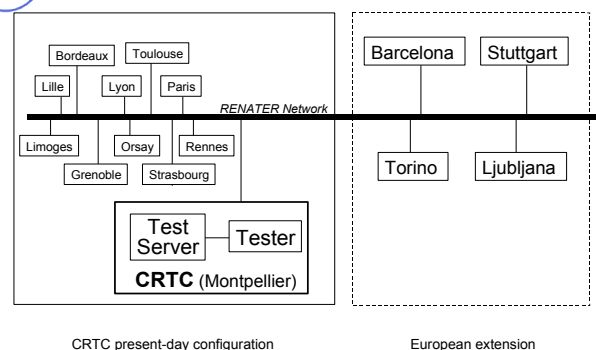 Bordeaux
Toulouse
Barcelona
Stuttgart
Lille
Lyon
Paris
RENATER Network
Limoges
Orsay
Rennes
Grenoble
Strasbourg
Torino
Ljubljana
Test
Server
Tester
CRTC (Montpellier)
CRTC present-day configuration
European extension